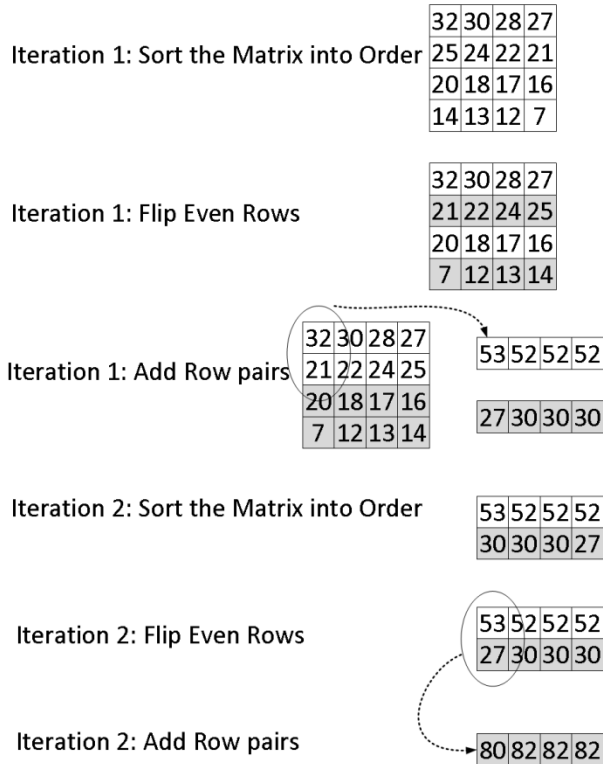 32 30 28 27
Iteration 1: Sort the Matrix into Order 25 24 22 21
20 18 17 16
14 13 12 7
32 30 28 27
Iteration 1: Flip Even Rows 21 22 24 25
20 18 17 16
7 12 13 14
32 30 28 27 53 52 52 52
Iteration 1: Add Row pairs 21 22 24 25
20 18 17 16 27 30 30 30
7 12 13 14
Iteration 2: Sort the Matrix into Order 53 52 52 52
30 30 30 27
Iteration 2: Flip Even Rows 53 52 52 52
27 30 30 30
Iteration 2: Add Row pairs 80 82 82 82